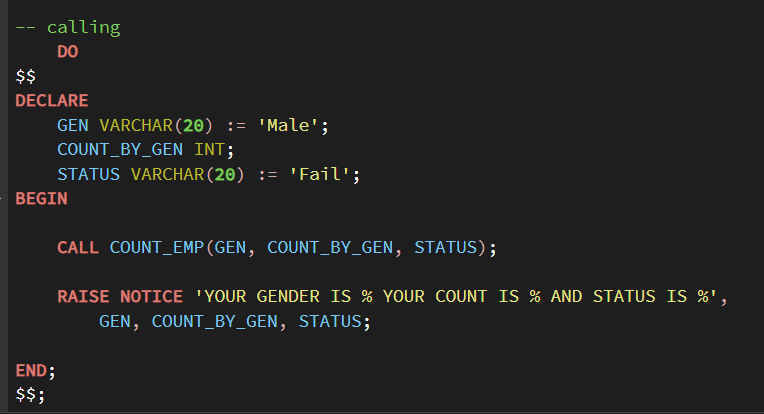 -- calling
DO
$$
DECLARE
GEN VARCHAR(20) := 'Male';
COUNT_BY_GEN INT;
STATUS VARCHAR(20) := 'Fail';
BEGIN
CALL COUNT_EMP(GEN, COUNT_BY_GEN, STATUS);
RAISE NOTICE 'YOUR GENDER IS % YOUR COUNT IS % AND STATUS IS %',
GEN, COUNT_BY_GEN, STATUS;
END;
$$;